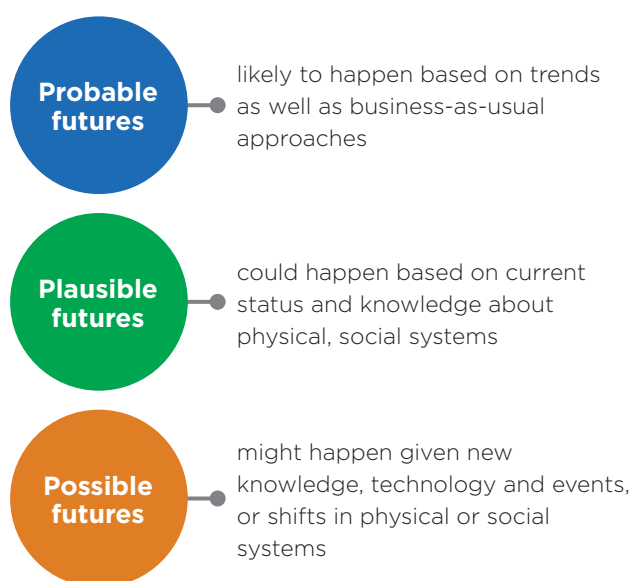 Probable
futures
likely to happen based on trends
as well as business-as-usual
approaches
Plausible
futures
could happen based on current
status and knowledge about
physical, social systems
Possible
futures
might happen given new
knowledge, technology and events,
or shifts in physical or social
systems